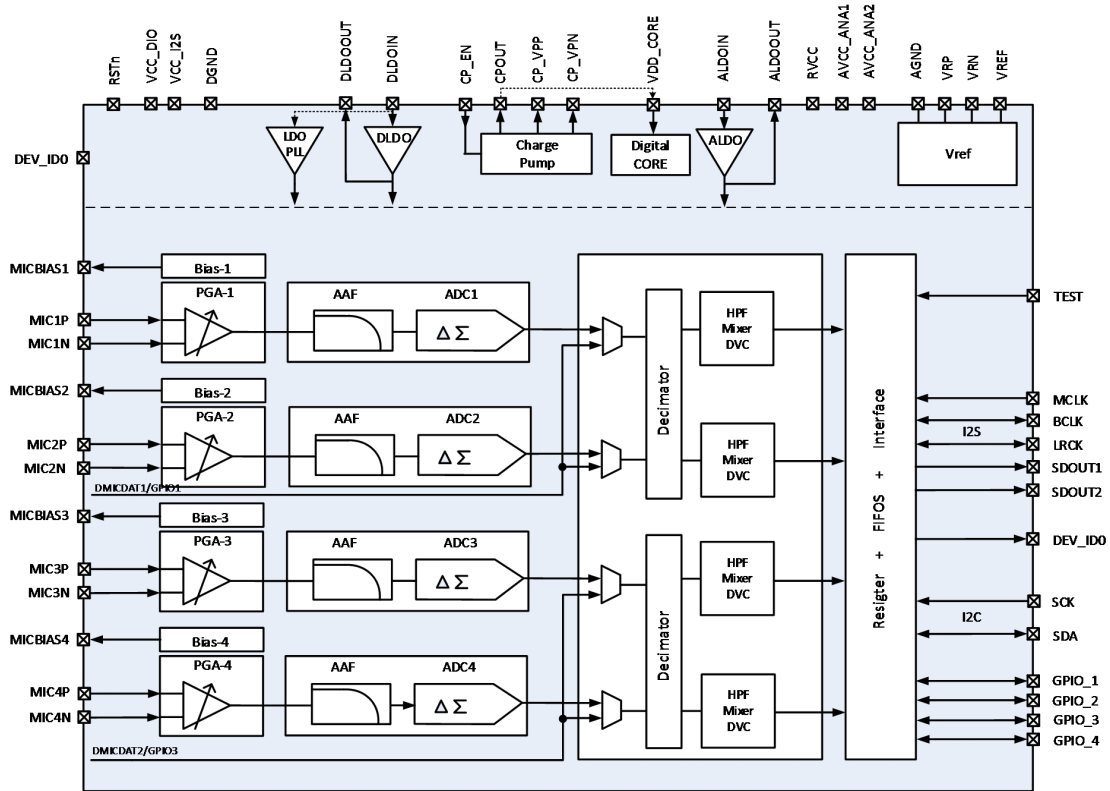 RSTn
VCC_DIO
VCC_I2S
DGND
DLDOOUT
DLDOIN
CP_EN
CPOUT
CP_VPP
CP_VPN
VDD_CORE
ALDOIN
ALDOOUT
RVCC
AVCC_ANA1
AVCC_ANA2
AGND
VRP
VRN
VREF
DEV_ID0
LDO
PLL
DLDO
Charge
Pump
Digital
CORE
ALDO
Vref
MICBIAS1
Bias-1
PGA-1
AAF
ADC1
Δ Σ
MIC1P
MIC1N
HPF
Mixer
DVC
TEST
MICBIAS2
Bias-2
PGA-2
AAF
ADC2
Δ Σ
MIC2P
MIC2N
DMICDAT1/GPIO1
Decimator
HPF
Mixer
DVC
MCLK
BCLK
I2S
LRCK
SDOUT1
SDOUT2
MICBIAS3
Bias-3
PGA-3
AAF
ADC3
Δ Σ
MIC3P
MIC3N
HPF
Mixer
DVC
Resigter + FIFOS + Interface
DEV_ID0
SCK
I2C
SDA
MICBIAS4
Bias-4
PGA-4
AAF
ADC4
Δ Σ
MIC4P
MIC4N
DMICDAT2/GPIO3
Decimator
HPF
Mixer
DVC
GPIO_1
GPIO_2
GPIO_3
GPIO_4